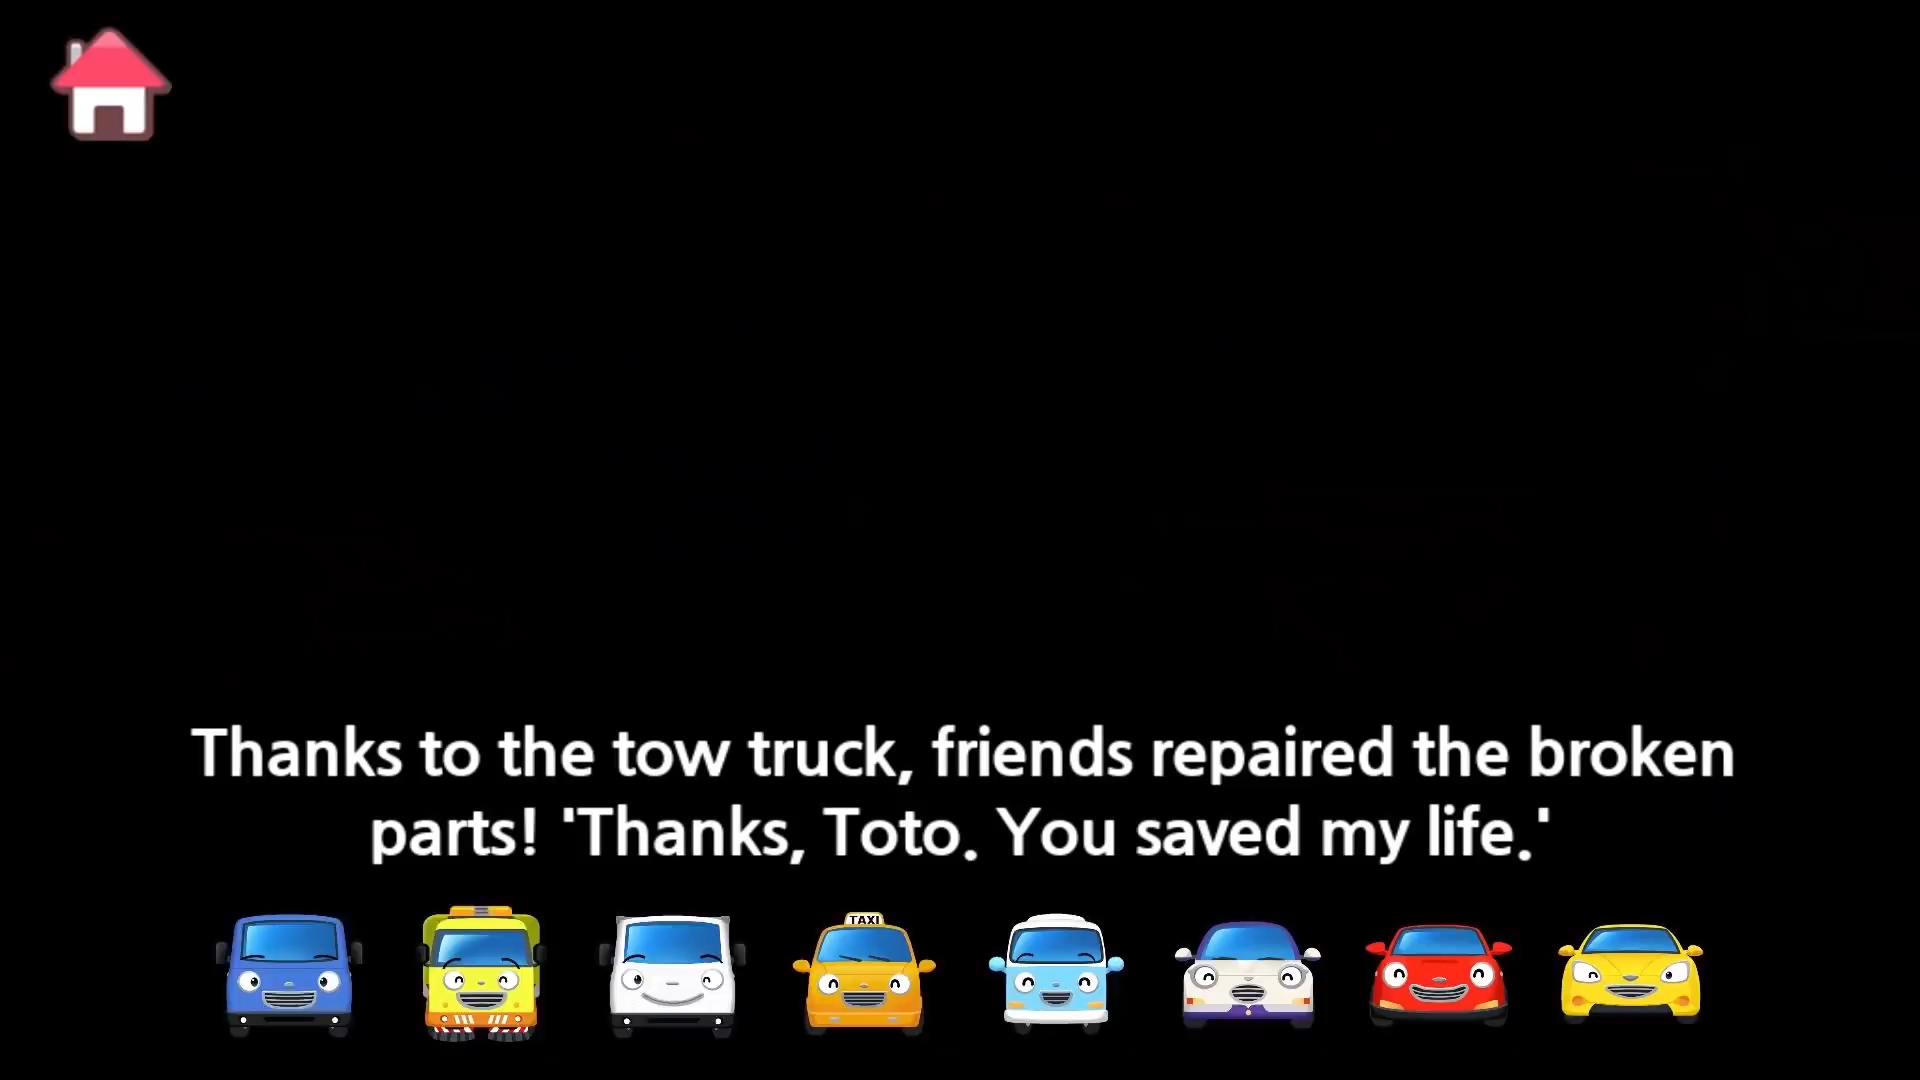 Thanks to the tow truck, friends repaired the broken
parts! 'Thanks, Toto. You saved my life.'
TAXI